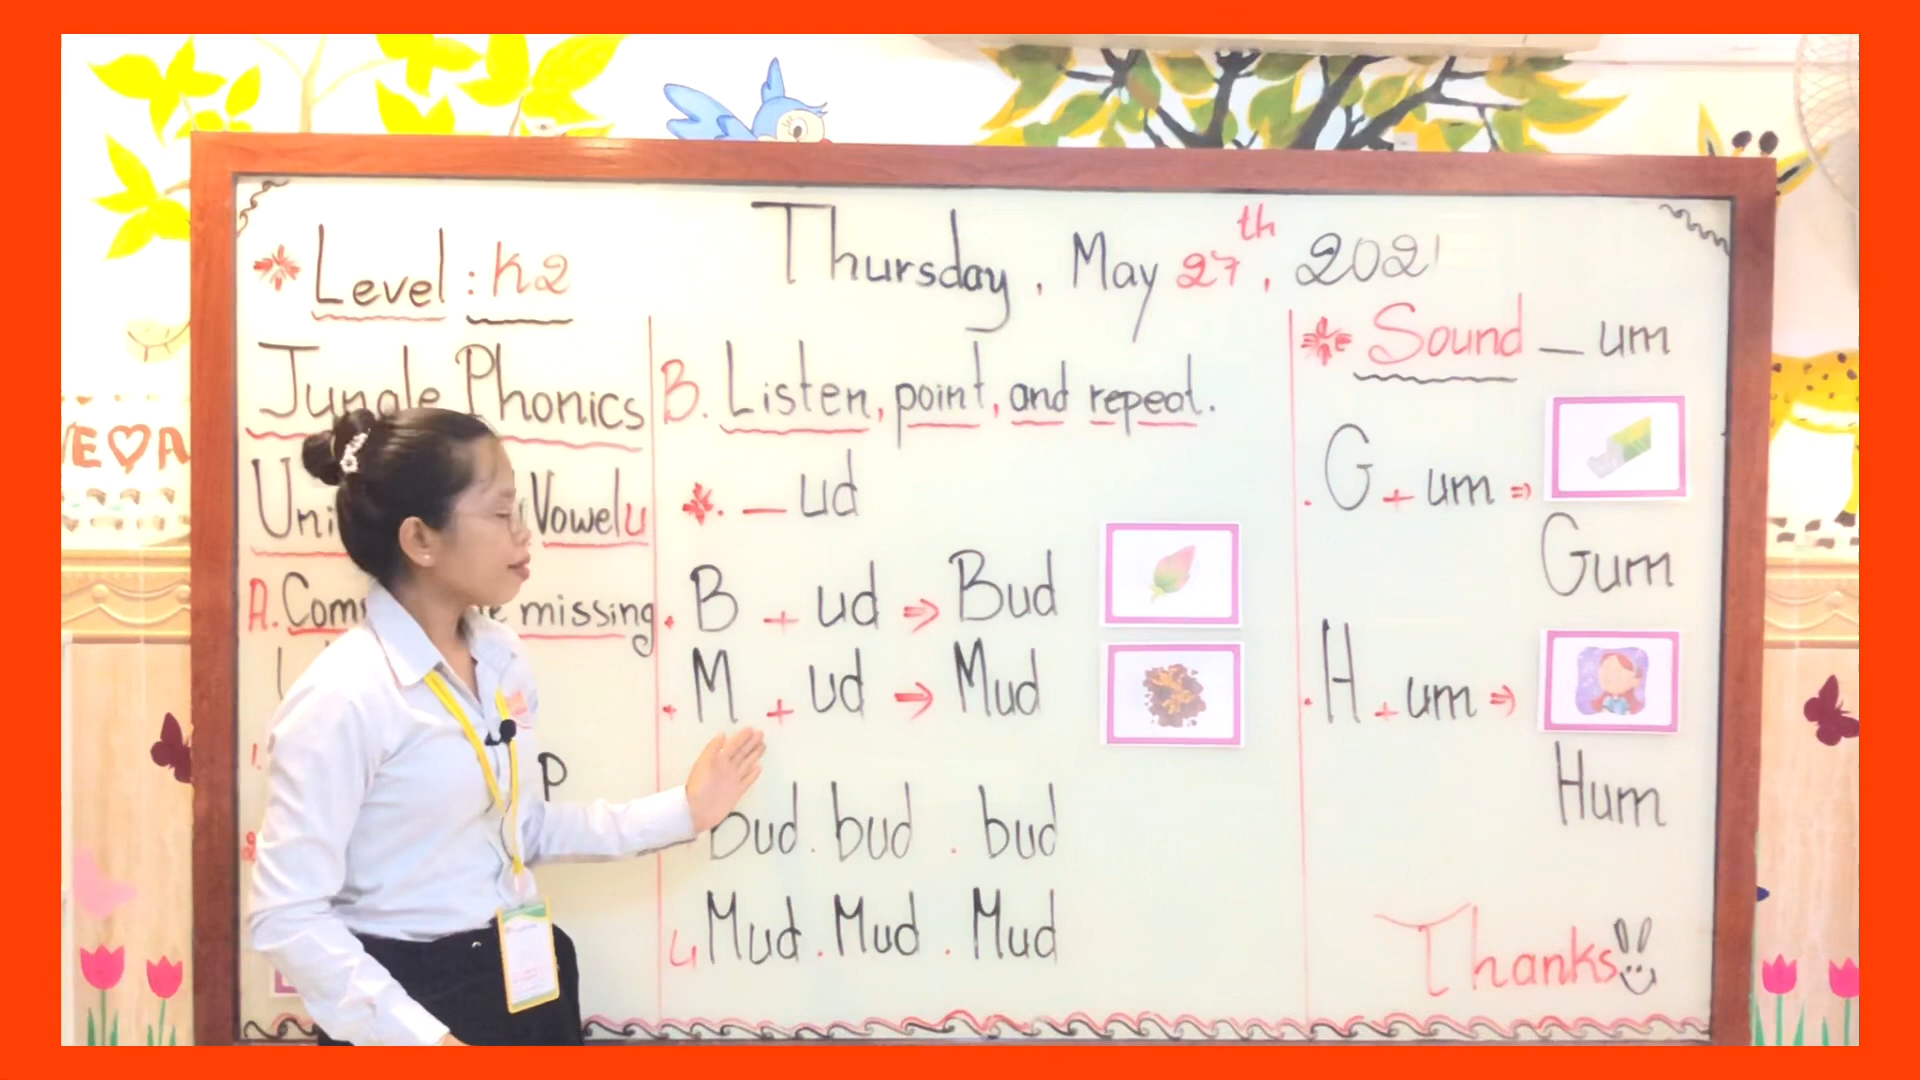 Thursday, May 27th, 2021
* Level : K2
Jungle Phonics
Vowel u
A. missing
P
B. Listen, point, and repeat.
*. _ ud
. B + ud ⇒ Bud
. M + ud ⇒ Mud
Bud . bud . bud
Mud . Mud . Mud
* Sound _ um
. G + um ⇒
Gum
. H + um ⇒
Hum
Thanks!!